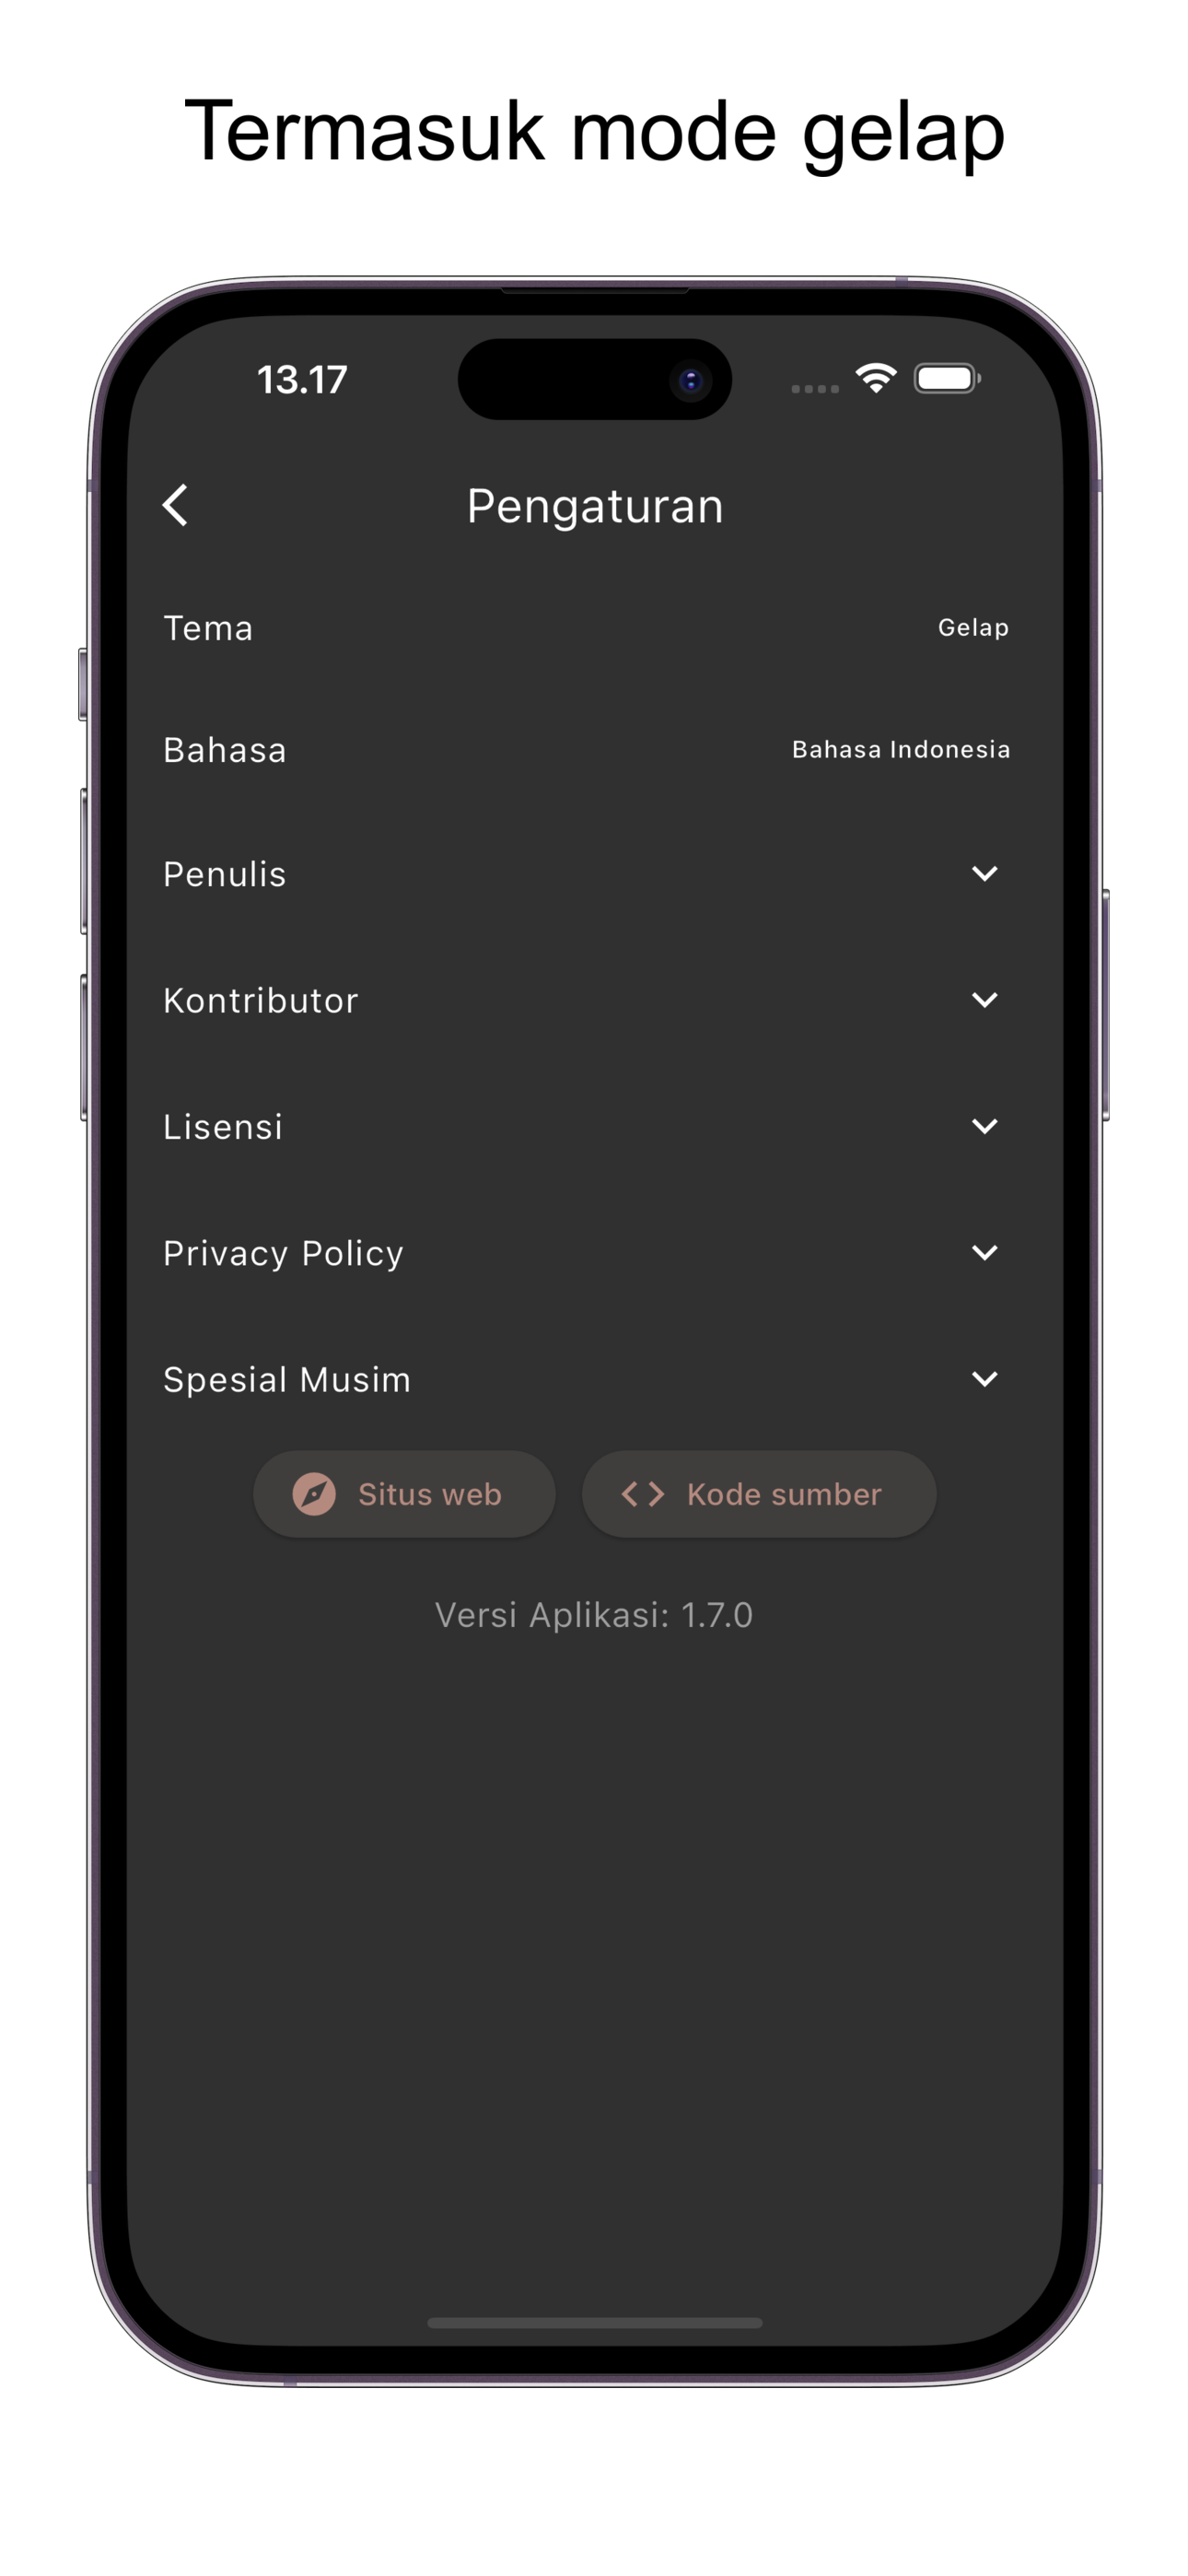 Termasuk mode gelap
13.17
Pengaturan
Tema Gelap
Bahasa Bahasa Indonesia
Penulis
Kontributor
Lisensi
Privacy Policy
Spesial Musim
Situs web Kode sumber
Versi Aplikasi: 1.7.0